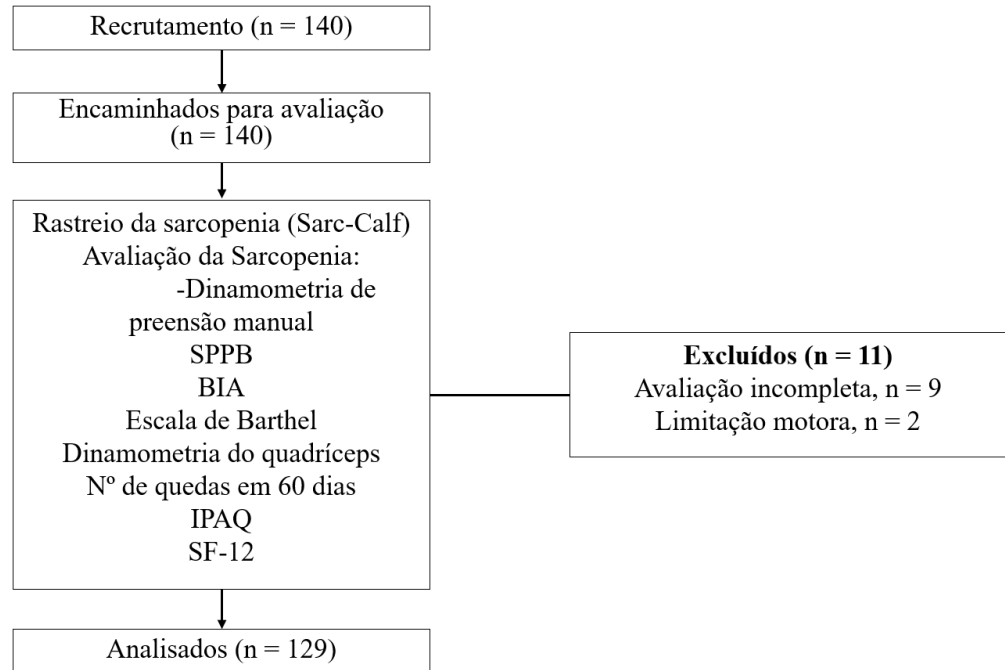 Recrutamento (n = 140)
Encaminhados para avaliação
(n = 140)
Rastreio da sarcopenia (Sarc-Calf)
Avaliação da Sarcopenia:
-Dinamometria de
preensão manual
SPPB
BIA
Escala de Barthel
Dinamometria do quadríceps
Nº de quedas em 60 dias
IPAQ
SF-12
Excluídos (n = 11)
Avaliação incompleta, n = 9
Limitação motora, n = 2
Analisados (n = 129)